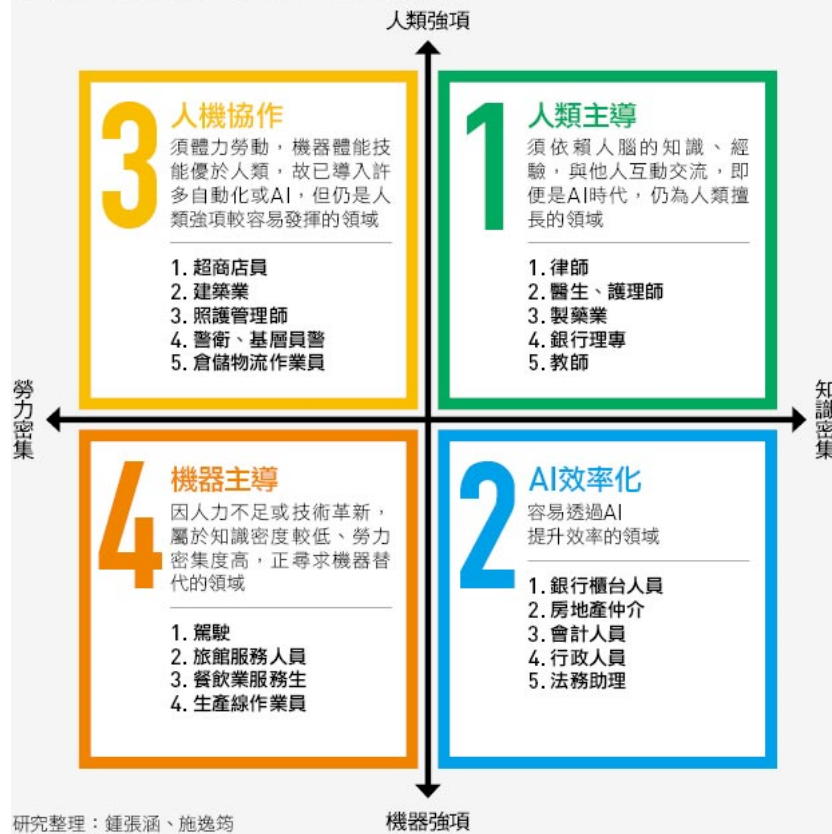 人類強項
3
人機協作
須體力勞動，機器體能技
能優於人類，故已導入許
多自動化或AI，但仍是人
類強項較容易發揮的領域
1. 超商店員
2. 建築業
3. 照護管理師
4. 警衛、基層員警
5. 倉儲物流作業員
1
人類主導
須依賴人腦的知識、經
驗，與他人互動交流，即
便是AI時代，仍為人類擅
長的領域
1. 律師
2. 醫生、護理師
3. 製藥業
4. 銀行理專
5. 教師
勞力密集
知識密集
4
機器主導
因人力不足或技術革新，
屬於知識密度較低、勞力
密集度高，正尋求機器替
代的領域
1. 駕駛
2. 旅館服務人員
3. 餐飲業服務生
4. 生產線作業員
2
AI效率化
容易透過AI
提升效率的領域
1. 銀行櫃台人員
2. 房地產仲介
3. 會計人員
4. 行政人員
5. 法務助理
機器強項
研究整理：鍾張涵、施逸筠